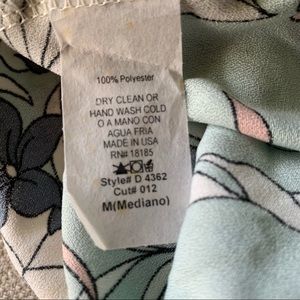 100% Polyester
DRY CLEAN OR
HAND WASH COLD
O A MANO CON
AGUA FRIA
MADE IN USA
RN# 18185
Style# D 4362
Cut# 012
M(Mediano)